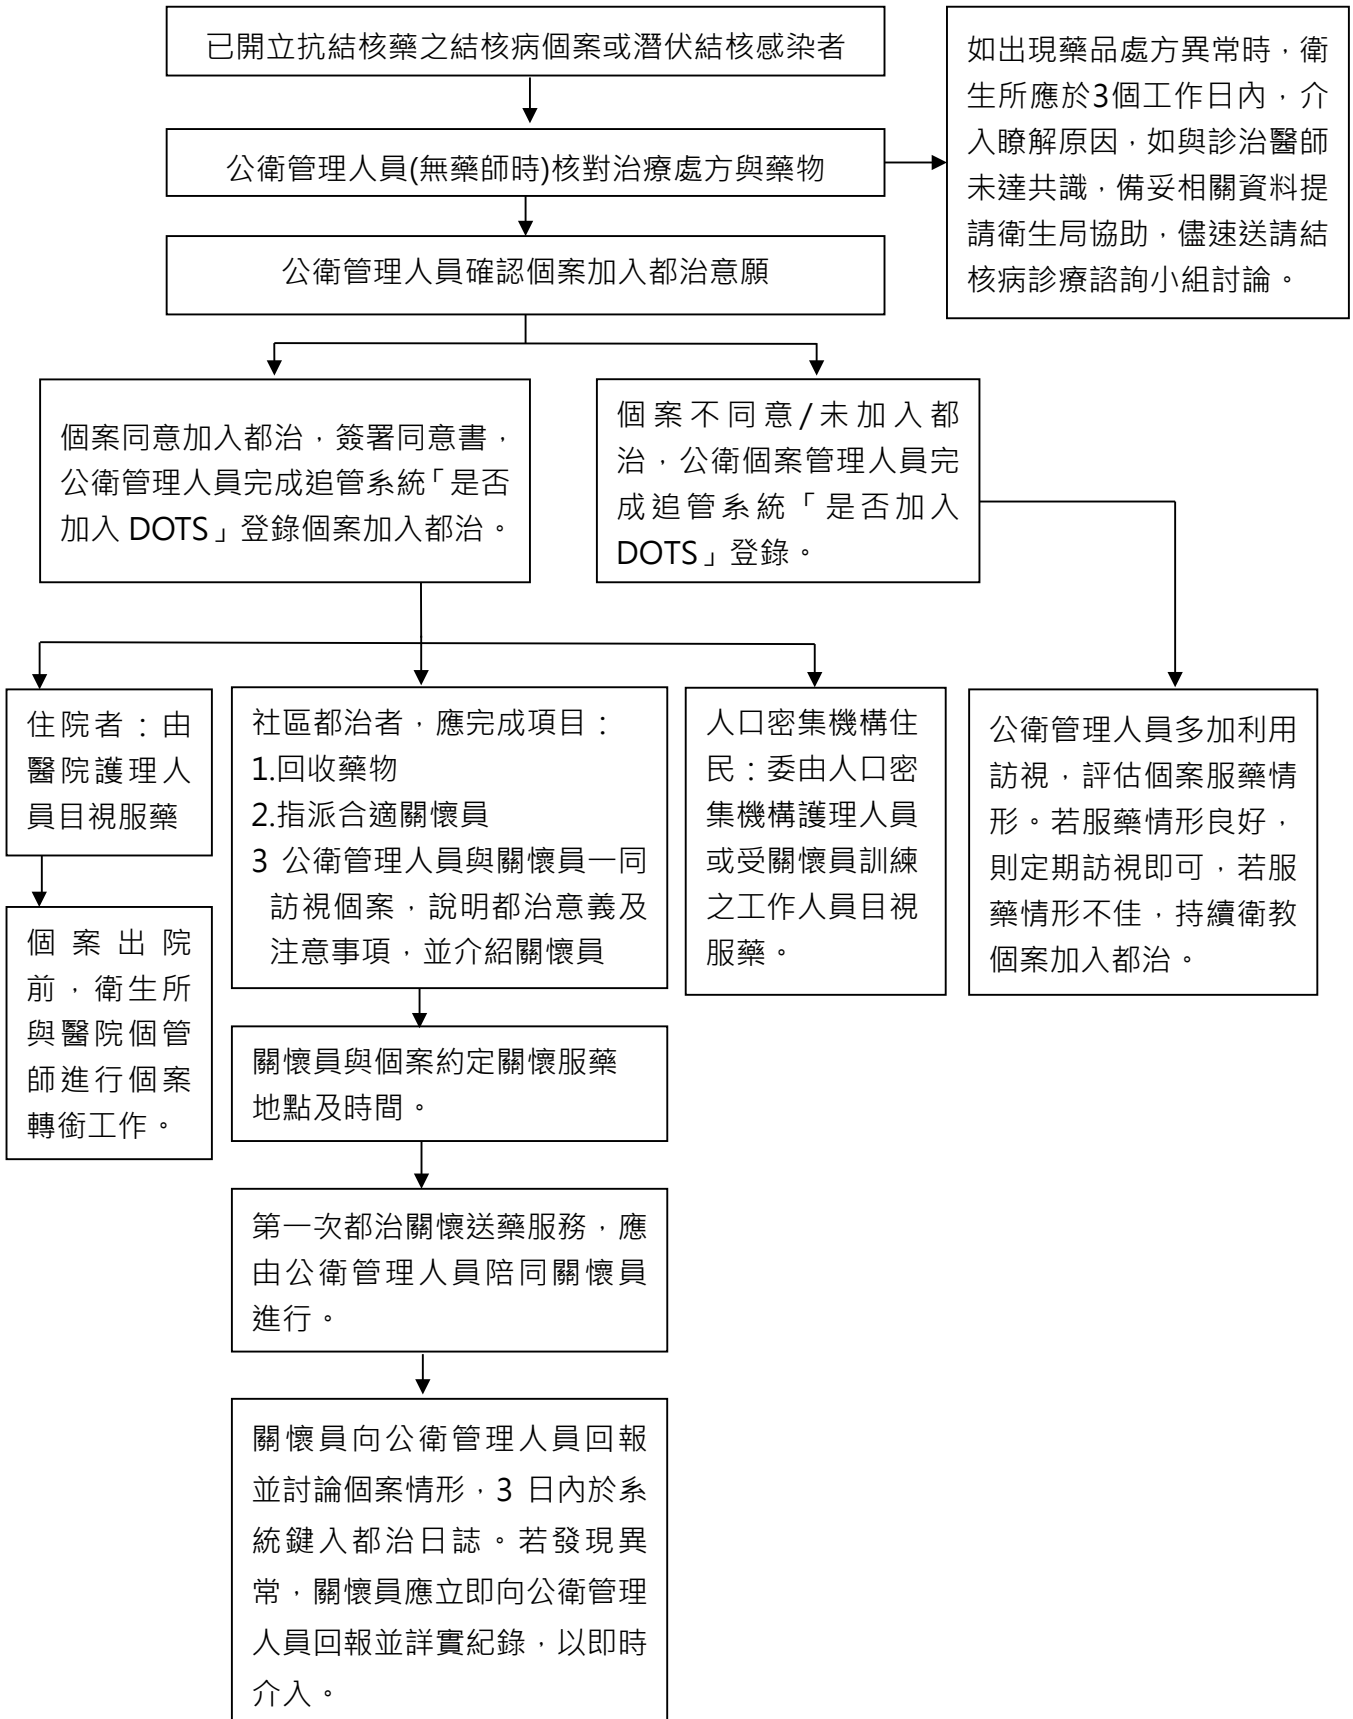 已開立抗結核藥之結核病個案或潛伏結核感染者
如出現藥品處方異常時，衛
生所應於3個工作日內，介
入瞭解原因，如與診治醫師
未達共識，備妥相關資料提
請衛生局協助，儘速送請結
核病診療諮詢小組討論。
公衛管理人員(無藥師時)核對治療處方與藥物
公衛管理人員確認個案加入都治意願
個案同意加入都治，簽署同意書，
公衛管理人員完成追管系統「是否
加入 DOTS」登錄個案加入都治。
個案不同意/未加入都
治，公衛個案管理人員完
成追管系統「是否加入
DOTS」登錄。
住院者：由
醫院護理人
員目視服藥
個案出院
前，衛生所
與醫院個管
師進行個案
轉銜工作。
社區都治者，應完成項目：
1.回收藥物
2.指派合適關懷員
3 公衛管理人員與關懷員一同
訪視個案，說明都治意義及
注意事項，並介紹關懷員
人口密集機構住
民：委由人口密
集機構護理人員
或受關懷員訓練
之工作人員目視
服藥。
公衛管理人員多加利用
訪視，評估個案服藥情
形。若服藥情形良好，
則定期訪視即可，若服
藥情形不佳，持續衛教
個案加入都治。
關懷員與個案約定關懷服藥
地點及時間。
第一次都治關懷送藥服務，應
由公衛管理人員陪同關懷員
進行。
關懷員向公衛管理人員回報
並討論個案情形，3 日內於系
統鍵入都治日誌。若發現異
常，關懷員應立即向公衛管理
人員回報並詳實紀錄，以即時
介入。